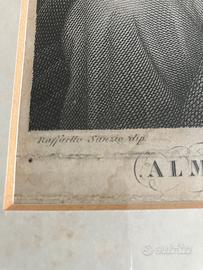 Raffaello Sanzio dip.
ALM
subito